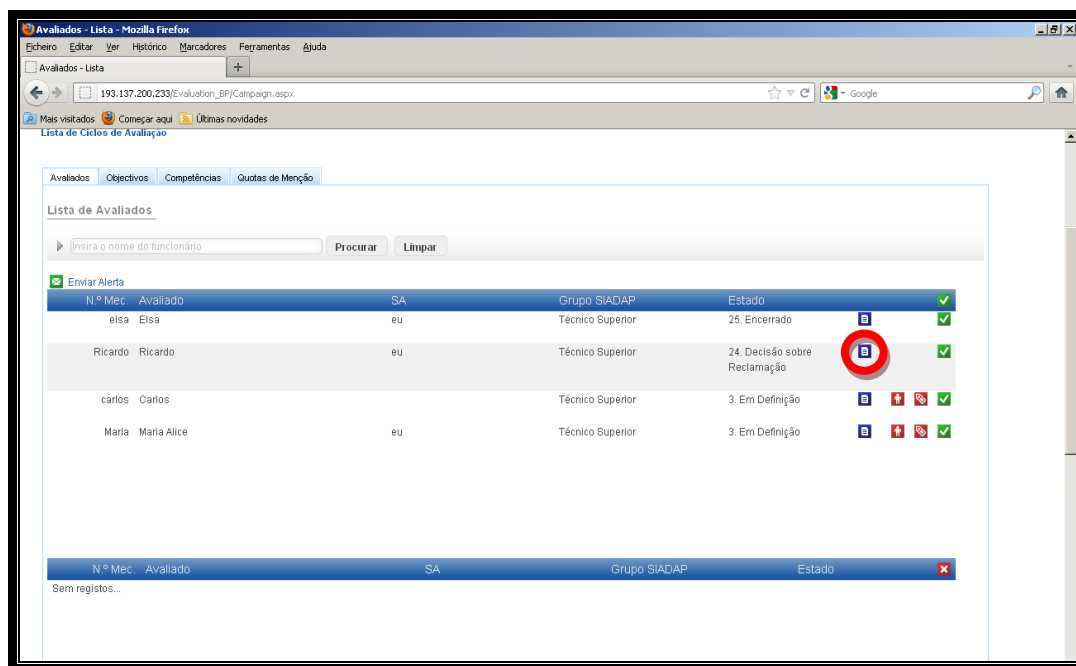 Avaliados - Lista - Mozilla Firefox
Ficheiro Editar Ver Histórico Marcadores Ferramentas Ajuda
Avaliados - Lista +
193.137.200.233/Evaluation_BP/Campaign.aspx Google
Mais visitados Começar aqui Últimas novidades
Lista de Ciclos de Avaliação
Avaliados Objectivos Competências Quotas de Menção
Lista de Avaliados
Insira o nome do funcionário Procurar Limpar
Enviar Alerta
N.º Mec. Avaliado SA Grupo SIADAP Estado
elsa Elsa eu Técnico Superior 25. Encerrado
Ricardo Ricardo eu Técnico Superior 24. Decisão sobre
Reclamação
carlos Carlos Técnico Superior 3. Em Definição
Maria Maria Alice eu Técnico Superior 3. Em Definição
N.º Mec. Avaliado SA Grupo SIADAP Estado
Sem registos...